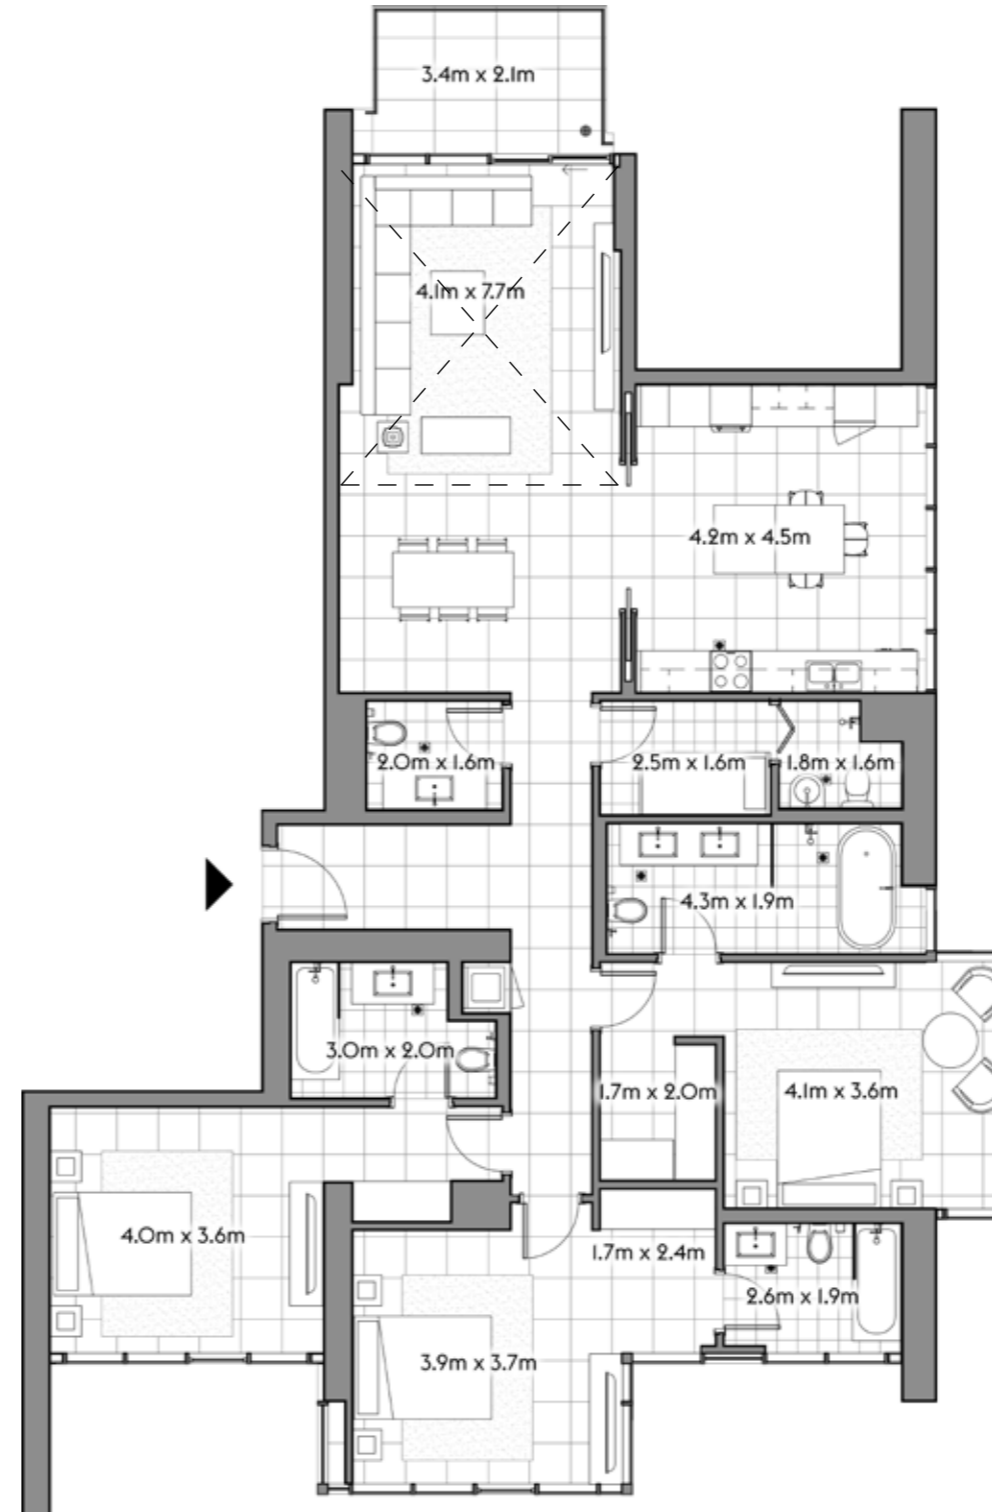 3.4m x 2.1m
4.1m x 7.7m
4.2m x 4.5m
2.0m x 1.6m
2.5m x 1.6m
1.8m x 1.6m
4.3m x 1.9m
3.0m x 2.0m
1.7m x 2.0m
4.1m x 3.6m
4.0m x 3.6m
1.7m x 2.4m
2.6m x 1.9m
3.9m x 3.7m